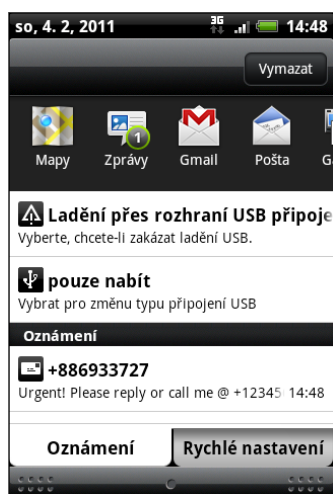 so, 4. 2, 2011 3G 14:48
Vymazat
1
Mapy Zprávy Gmail Pošta
Ladění přes rozhraní USB připoje
Vyberte, chcete-li zakázat ladění USB.
pouze nabít
Vybrat pro změnu typu připojení USB
Oznámení
+886933727
Urgent! Please reply or call me @ +12345 14:48
Oznámení Rychlé nastavení